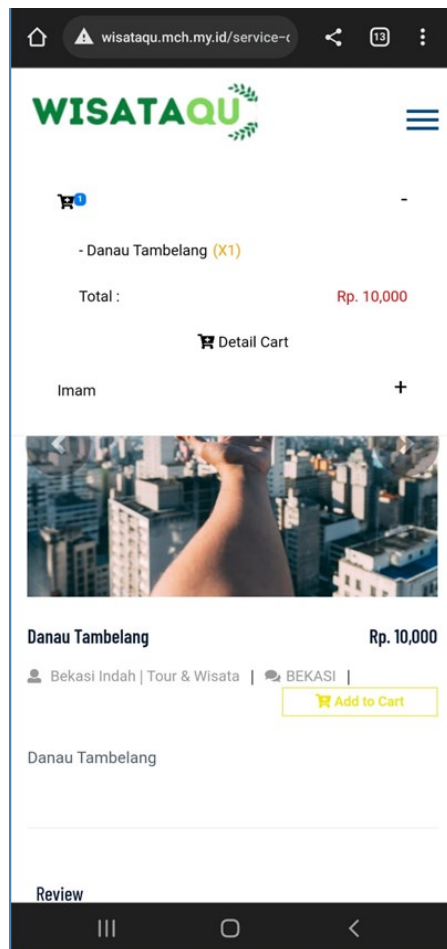 wisataqu.mch.my.id/service-
13
WISATAQU
1
-
- Danau Tambelang (X1)
Total : Rp. 10,000
Detail Cart
Imam +
Danau Tambelang Rp. 10,000
Bekasi Indah | Tour & Wisata | BEKASI |
Add to Cart
Danau Tambelang
Review